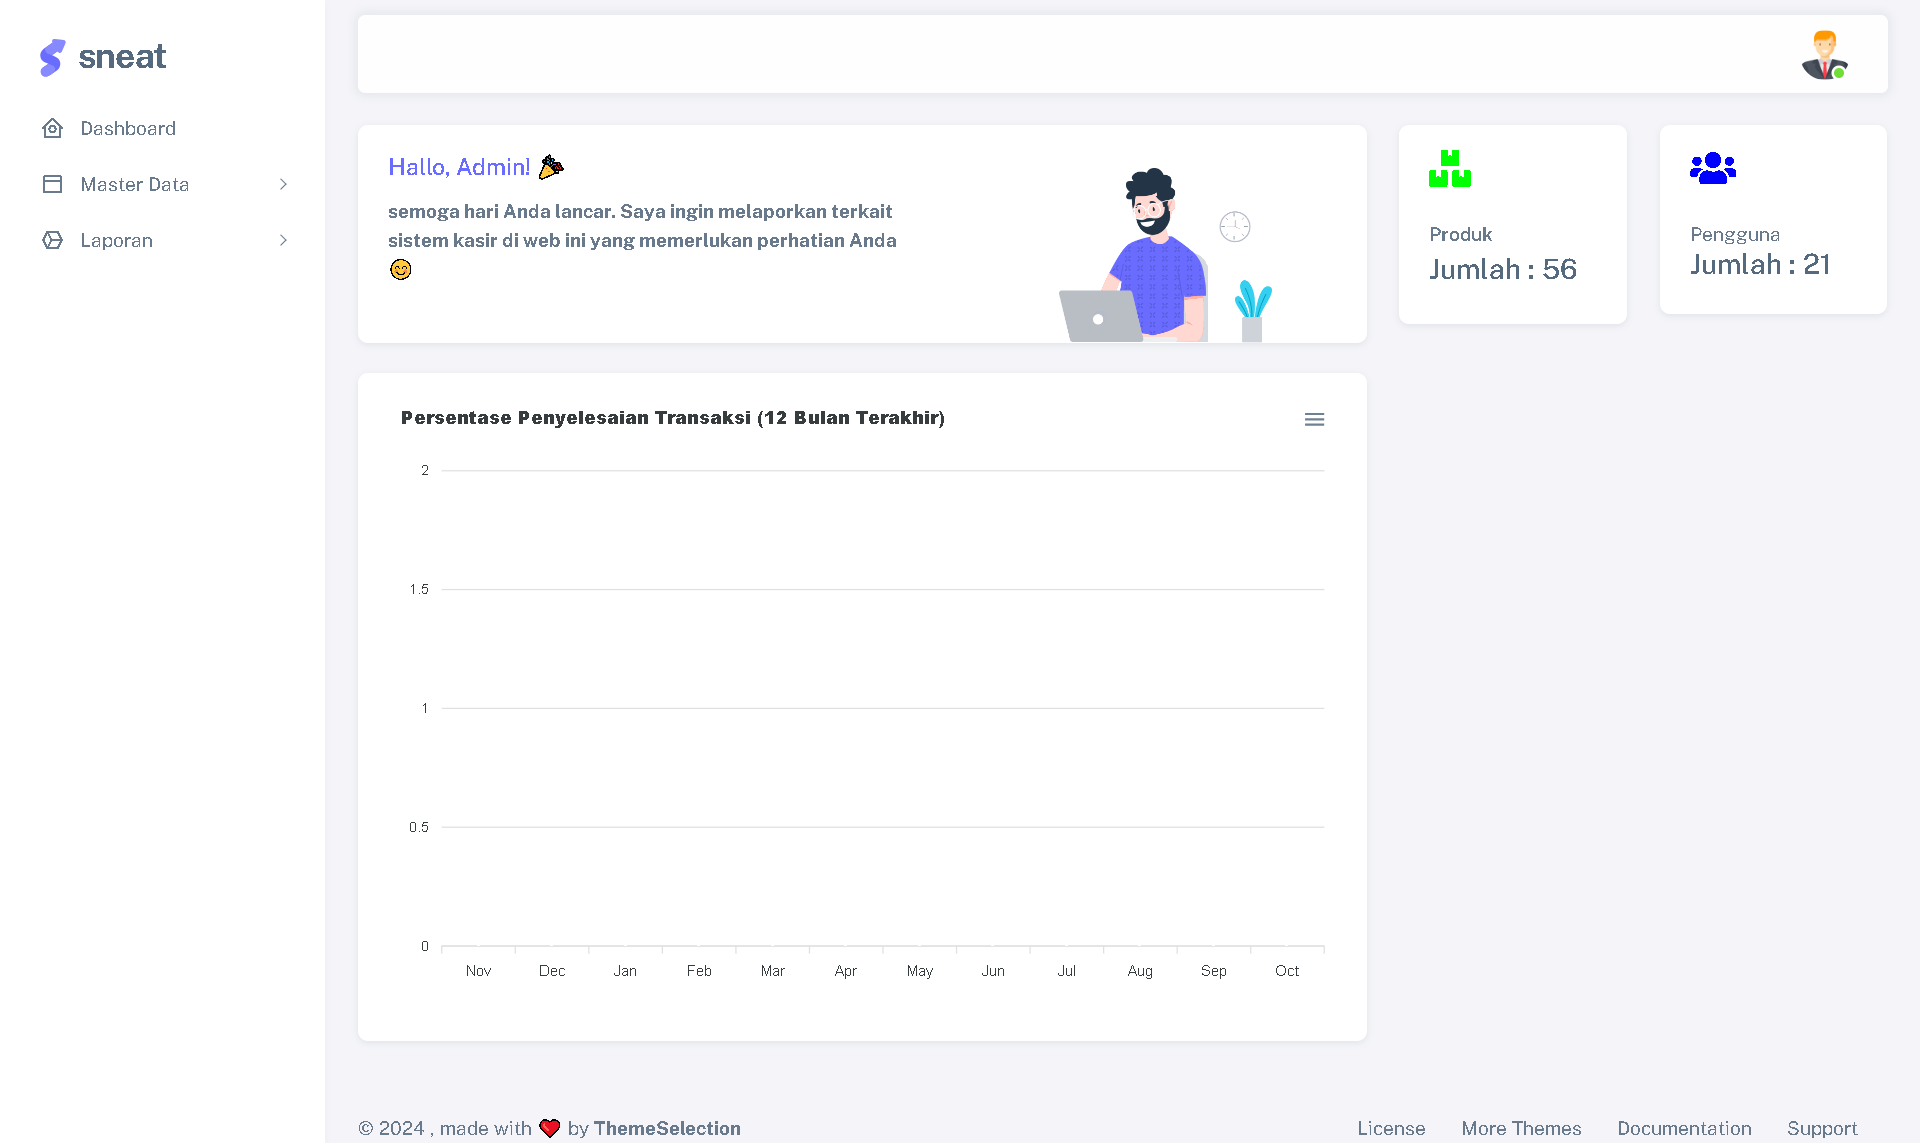 sneat
Dashboard
Master Data
Laporan
Hallo, Admin! 🎉
semoga hari Anda lancar. Saya ingin melaporkan terkait
sistem kasir di web ini yang memerlukan perhatian Anda
😊
Produk
Jumlah : 56
Pengguna
Jumlah : 21
Persentase Penyelesaian Transaksi (12 Bulan Terakhir)
2
1.5
1
0.5
0
Nov Dec Jan Feb Mar Apr May Jun Jul Aug Sep Oct
© 2024 , made with ❤️ by ThemeSelection
License More Themes Documentation Support